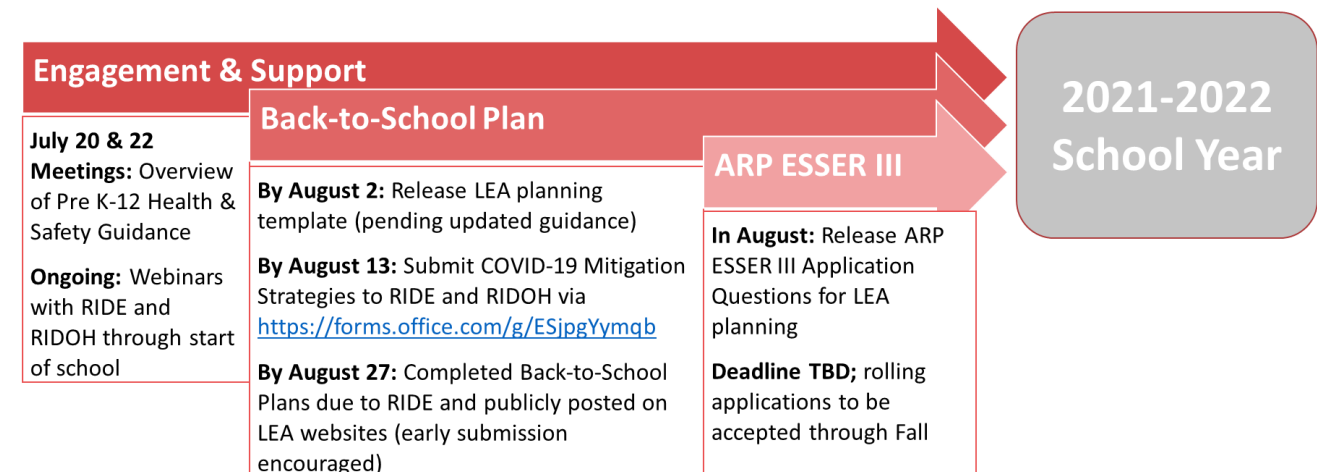 Engagement & Support
July 20 & 22
Meetings: Overview
of Pre K-12 Health &
Safety Guidance
Ongoing: Webinars
with RIDE and
RIDOH through start
of school
Back-to-School Plan
By August 2: Release LEA planning
template (pending updated guidance)
By August 13: Submit COVID-19 Mitigation
Strategies to RIDE and RIDOH via
https://forms.office.com/g/ESjpgYymqb
By August 27: Completed Back-to-School
Plans due to RIDE and publicly posted on
LEA websites (early submission
encouraged)
ARP ESSER III
In August: Release ARP
ESSER III Application
Questions for LEA
planning
Deadline TBD; rolling
applications to be
accepted through Fall
2021-2022
School Year